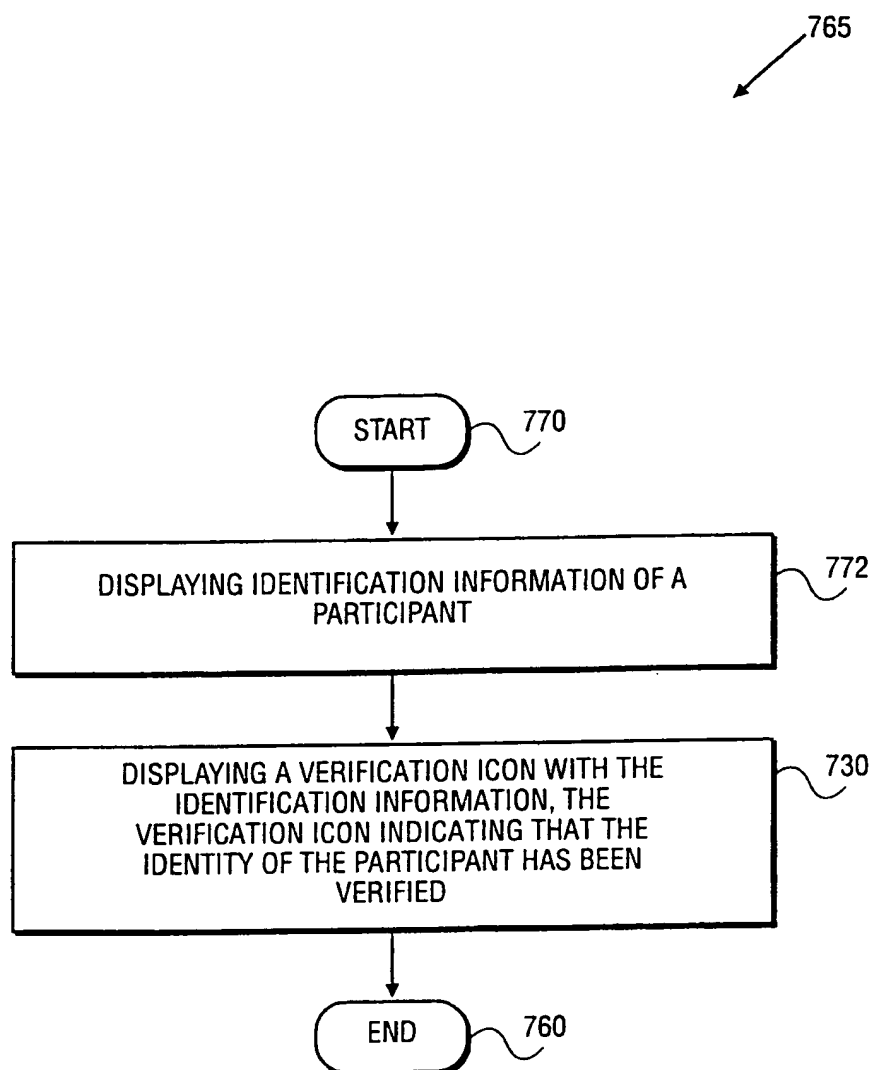 765
START
770
DISPLAYING IDENTIFICATION INFORMATION OF A
PARTICIPANT
772
DISPLAYING A VERIFICATION ICON WITH THE
IDENTIFICATION INFORMATION, THE
VERIFICATION ICON INDICATING THAT THE
IDENTITY OF THE PARTICIPANT HAS BEEN
VERIFIED
730
END
760